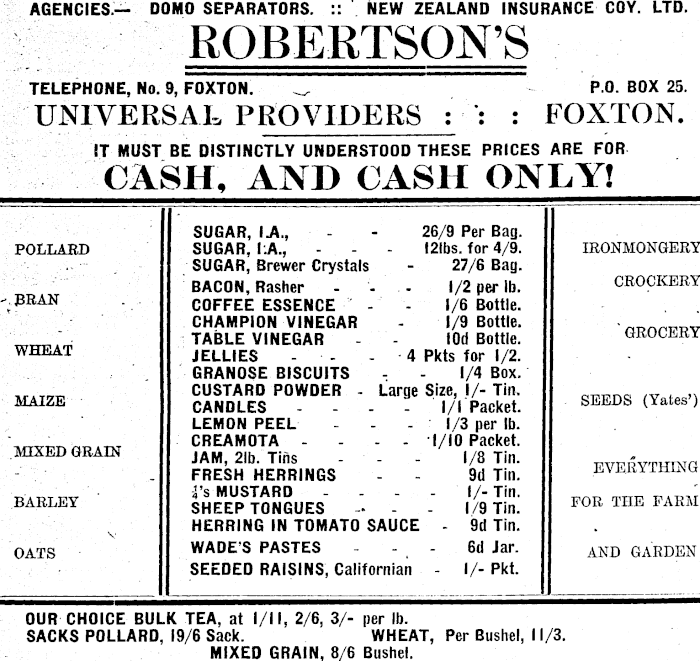 AGENCIES.— DOMO SEPARATORS. :: NEW ZEALAND INSURANCE COY. LTD.
ROBERTSON'S
TELEPHONE, No. 9, FOXTON. P.O. BOX 25.
UNIVERSAL PROVIDERS : : : FOXTON.
IT MUST BE DISTINCTLY UNDERSTOOD THESE PRICES ARE FOR
CASH, AND CASH ONLY!
POLLARD
BRAN
WHEAT
MAIZE
MIXED GRAIN
BARLEY
OATS
SUGAR, I.A., - - 26/9 Per Bag.
SUGAR, I.A., - - - 12lbs. for 4/9.
SUGAR, Brewer Crystals - 27/6 Bag.
BACON, Rasher - - - 1/2 per lb.
COFFEE ESSENCE - - - 1/6 Bottle.
CHAMPION VINEGAR - 1/9 Bottle.
TABLE VINEGAR - - 10d Bottle.
JELLIES - - - - 4 Pkts for 1/2.
GRANOSE BISCUITS - - 1/4 Box.
CUSTARD POWDER - Large Size, 1/- Tin.
CANDLES - - - - 1/1 Packet.
LEMON PEEL - - - 1/3 per lb.
CREAMOTA - - - - 1/10 Packet.
JAM, 2lb. Tins - - - 1/8 Tin.
FRESH HERRINGS - - - 9d Tin.
¼'s MUSTARD - - - - 1/- Tin.
SHEEP TONGUES - - - 1/9 Tin.
HERRING IN TOMATO SAUCE - 9d Tin.
WADE'S PASTES - - - 6d Jar.
SEEDED RAISINS, Californian - 1/- Pkt.
IRONMONGERY
CROCKERY
GROCERY
SEEDS (Yates')
EVERYTHING
FOR THE FARM
AND GARDEN
OUR CHOICE BULK TEA, at 1/11, 2/6, 3/- per lb.
SACKS POLLARD, 19/6 Sack. WHEAT, Per Bushel, 11/3.
MIXED GRAIN, 8/6 Bushel.